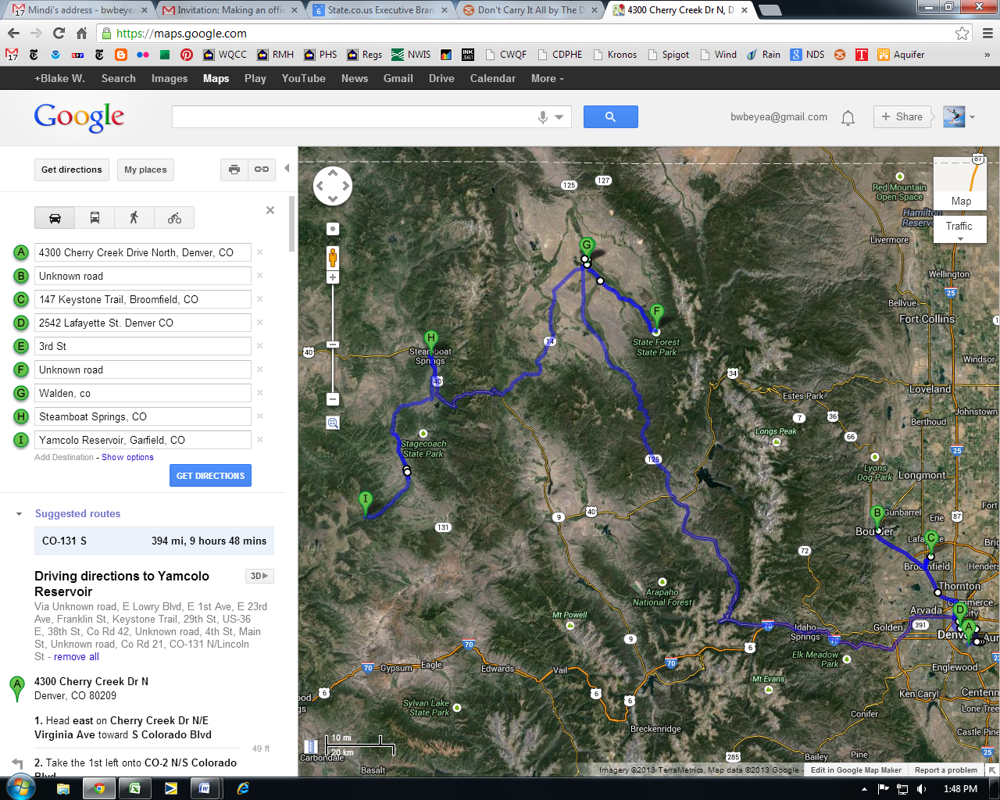 Mindi's address - bwbeyea
Invitation: Making an offic
State.co.us Executive Bran
Don't Carry It All by The D
4300 Cherry Creek Dr N, D
https://maps.google.com
17
WQCC
RMH
PHS
Regs
NWIS
INK 361
CWQF
CDPHE
Kronos
Spigot
Wind
Rain
NDS
Aquifer
»
+Blake W. Search Images Maps Play YouTube News Gmail Drive Calendar More
Google
bwbeyea@gmail.com
+ Share
Get directions
My places
A 4300 Cherry Creek Drive North, Denver, CO
B Unknown road
C 147 Keystone Trail, Broomfield, CO
D 2542 Lafayette St. Denver CO
E 3rd St
F Unknown road
G Walden, co
H Steamboat Springs, CO
I Yamcolo Reservoir, Garfield, CO
Add Destination - Show options
GET DIRECTIONS
Suggested routes
CO-131 S 394 mi, 9 hours 48 mins
Driving directions to Yamcolo
Reservoir
3D
Via Unknown road, E Lowry Blvd, E 1st Ave, E 23rd
Ave, Franklin St, Keystone Trail, 29th St, US-36
E, 38th St, Co Rd 42, Unknown road, 4th St, Main
St, Unknown road, Co Rd 21, CO-131 N/Lincoln
St - remove all
A 4300 Cherry Creek Dr N
Denver, CO 80209
1. Head east on Cherry Creek Dr N/E
Virginia Ave toward S Colorado Blvd
49 ft
2. Take the 1st left onto CO-2 N/S Colorado
Blvd
87
125
127
Red Mountain
Open Space
Map
Hamilton
Reserv
Traffic
Livermore
Wellington
25
Bellvue
Fort Collins
G
F
State Forest
State Park
H
Steamboat
Springs
40
14
40
Windsor
34
Loveland
Estes Park
Johnstown
7
36
Berthoud
Longs Peak
66
Stagecoach
State Park
125
25
Lyons
Dog Park
Longmont
I
131
9
40
B
Gunbarrel
Erie
87
Boulder
Lafa
C
72
Broomfield
Henders
Thornton
Arapaho
National Forest
Arvada
Commerce
City
D
A
Mt Powell
70
Idaho
Springs
Golden
391
Denver
Aur
9
6
70
Elk Meadow
Park
70
70
Gypsum
Eagle
Edwards
Vail
70
Englewood
Mt Evans
6
6
6
Ken Caryl
Centenn
Sylvan Lake
State Park
Conifer
Lone Tree
Breckenridge
Castle Pine
10 mi
20 km
Carbondale
Basalt
285
Bailey
Pine
25
Imagery ©2013 TerraMetrics, Map data ©2013 Google -
Edit in Google Map Maker
Report a problem
1:48 PM